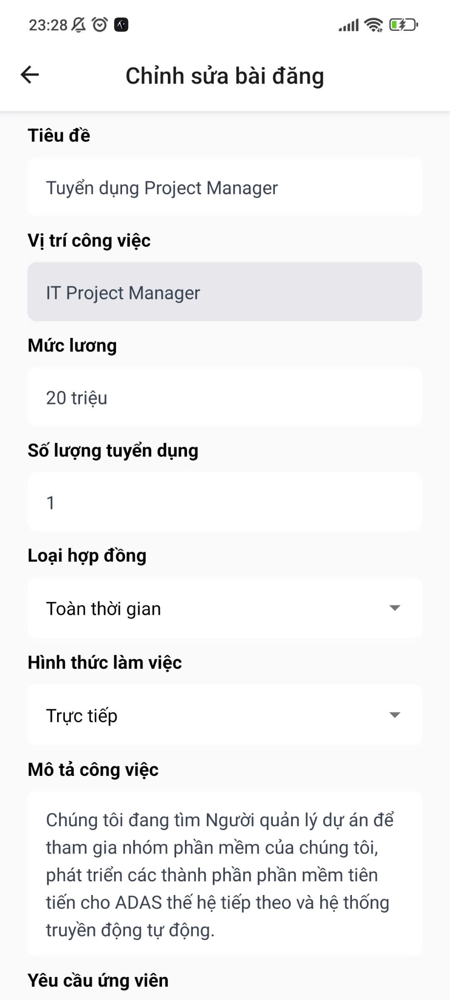 23:28
Chỉnh sửa bài đăng
Tiêu đề
Tuyển dụng Project Manager
Vị trí công việc
IT Project Manager
Mức lương
20 triệu
Số lượng tuyển dụng
1
Loại hợp đồng
Toàn thời gian
Hình thức làm việc
Trực tiếp
Mô tả công việc
Chúng tôi đang tìm Người quản lý dự án để
tham gia nhóm phần mềm của chúng tôi,
phát triển các thành phần phần mềm tiên
tiến cho ADAS thế hệ tiếp theo và hệ thống
truyền động tự động.
Yêu cầu ứng viên